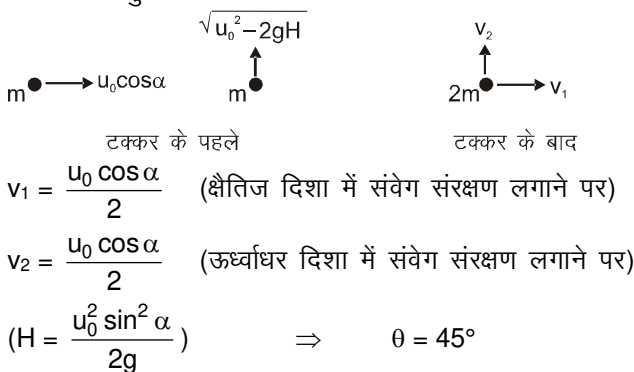 √(u₀² – 2gH)
v₂
m u₀cosα m 2m v₁
टक्कर के पहले टक्कर के बाद
v₁ = (u₀ cos α)/2 (क्षैतिज दिशा में संवेग संरक्षण लगाने पर)
v₂ = (u₀ cos α)/2 (ऊर्ध्वाधर दिशा में संवेग संरक्षण लगाने पर)
(H = (u₀² sin² α)/2g) ⇒ θ = 45°